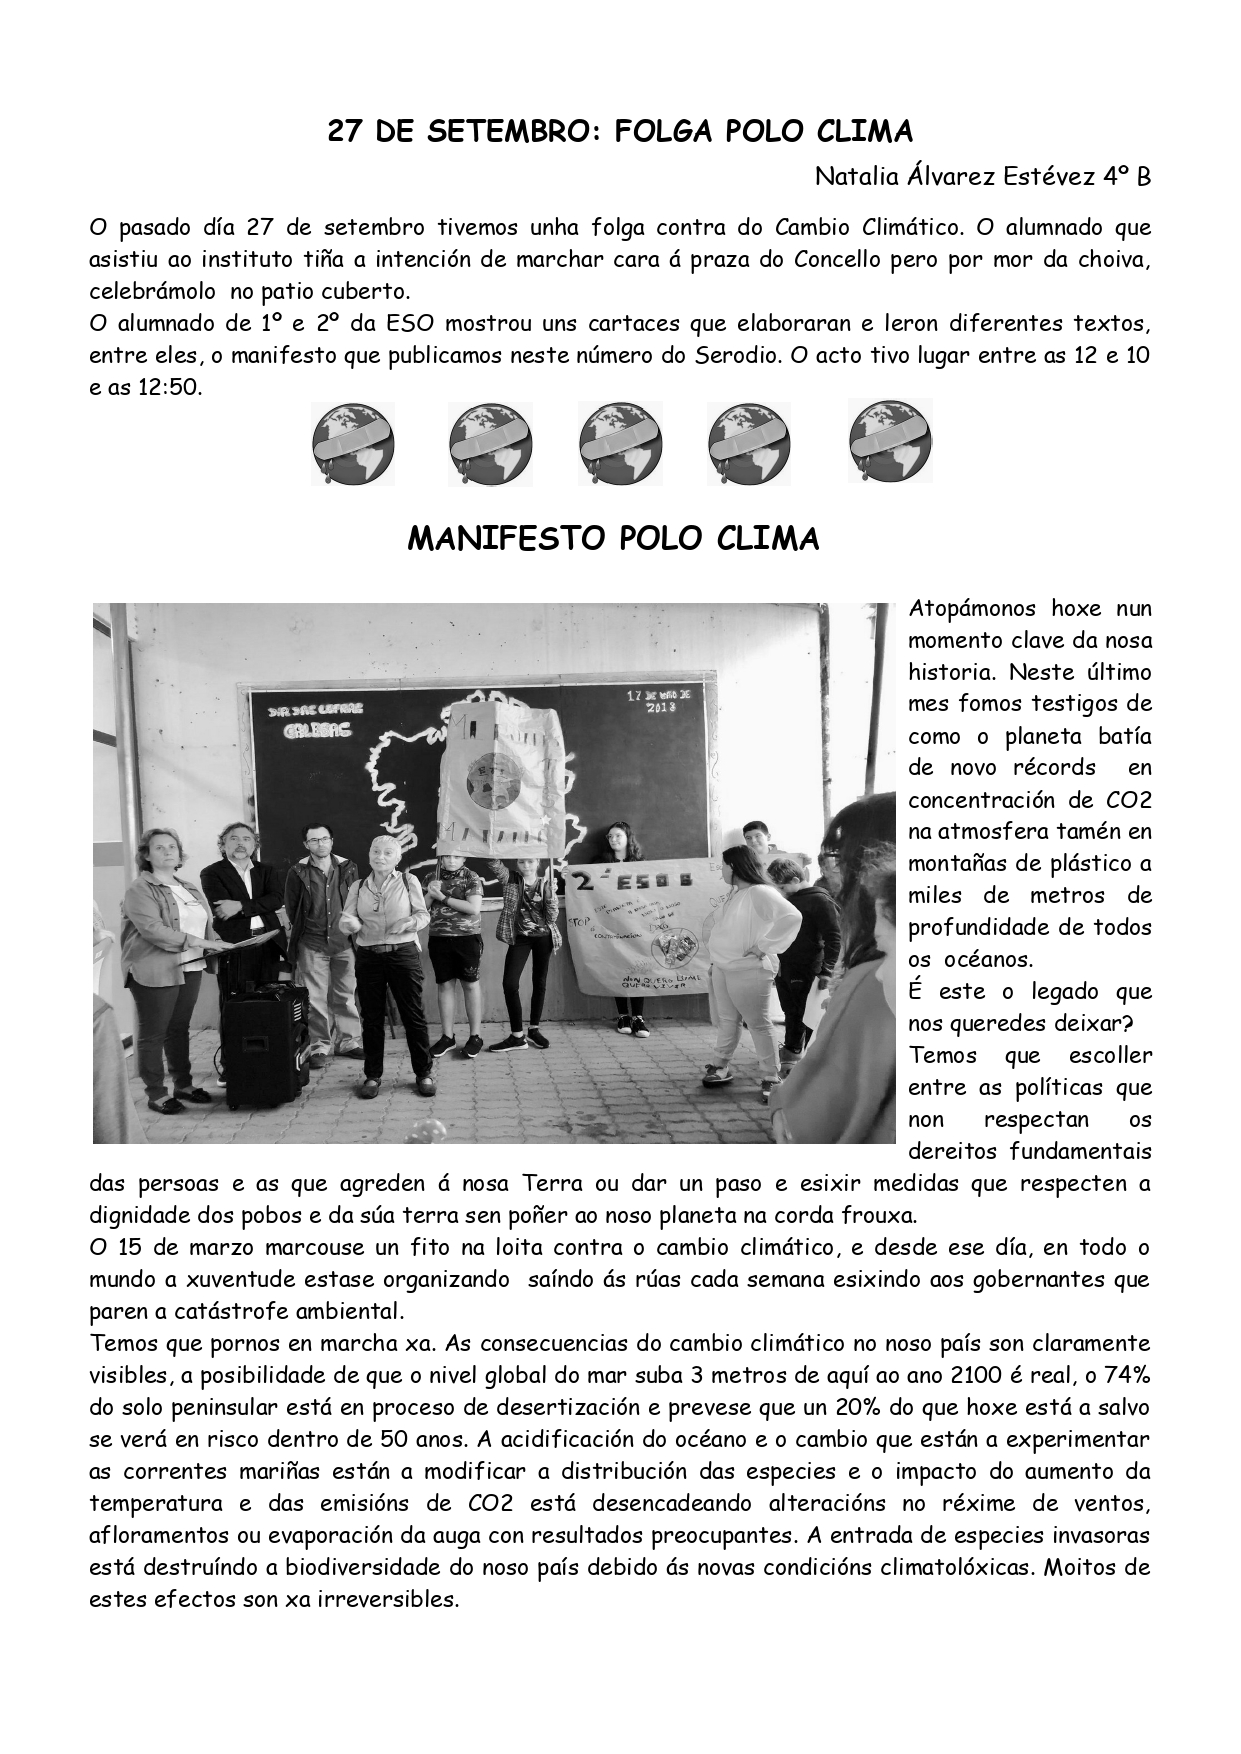 27 DE SETEMBRO: FOLGA POLO CLIMA
Natalia Álvarez Estévez 4º B
O pasado día 27 de setembro tivemos unha folga contra do Cambio Climático. O alumnado que
asistiu ao instituto tiña a intención de marchar cara á praza do Concello pero por mor da choiva,
celebrámolo no patio cuberto.
O alumnado de 1º e 2º da ESO mostrou uns cartaces que elaboraran e leron diferentes textos,
entre eles, o manifesto que publicamos neste número do Serodio. O acto tivo lugar entre as 12 e 10
e as 12:50.
MANIFESTO POLO CLIMA
Atopámonos hoxe nun
momento clave da nosa
historia. Neste último
mes fomos testigos de
como o planeta batía
de novo récords en
concentración de CO2
na atmosfera tamén en
montañas de plástico a
miles de metros de
profundidade de todos
os océanos.
É este o legado que
nos queredes deixar?
Temos que escoller
entre as políticas que
non respectan os
dereitos fundamentais
das persoas e as que agreden á nosa Terra ou dar un paso e esixir medidas que respecten a
dignidade dos pobos e da súa terra sen poñer ao noso planeta na corda frouxa.
O 15 de marzo marcouse un fito na loita contra o cambio climático, e desde ese día, en todo o
mundo a xuventude estase organizando saíndo ás rúas cada semana esixindo aos gobernantes que
paren a catástrofe ambiental.
Temos que pornos en marcha xa. As consecuencias do cambio climático no noso país son claramente
visibles, a posibilidade de que o nivel global do mar suba 3 metros de aquí ao ano 2100 é real, o 74%
do solo peninsular está en proceso de desertización e prevese que un 20% do que hoxe está a salvo
se verá en risco dentro de 50 anos. A acidificación do océano e o cambio que están a experimentar
as correntes mariñas están a modificar a distribución das especies e o impacto do aumento da
temperatura e das emisións de CO2 está desencadeando alteracións no réxime de ventos,
afloramentos ou evaporación da auga con resultados preocupantes. A entrada de especies invasoras
está destruíndo a biodiversidade do noso país debido ás novas condicións climatolóxicas. Moitos de
estes efectos son xa irreversibles.
DIA DAS LETRAS
GALEGAS
17 DE MAIO DE
2018
2º ESO B
STOP
NON QUERO
QUERO VIVIR